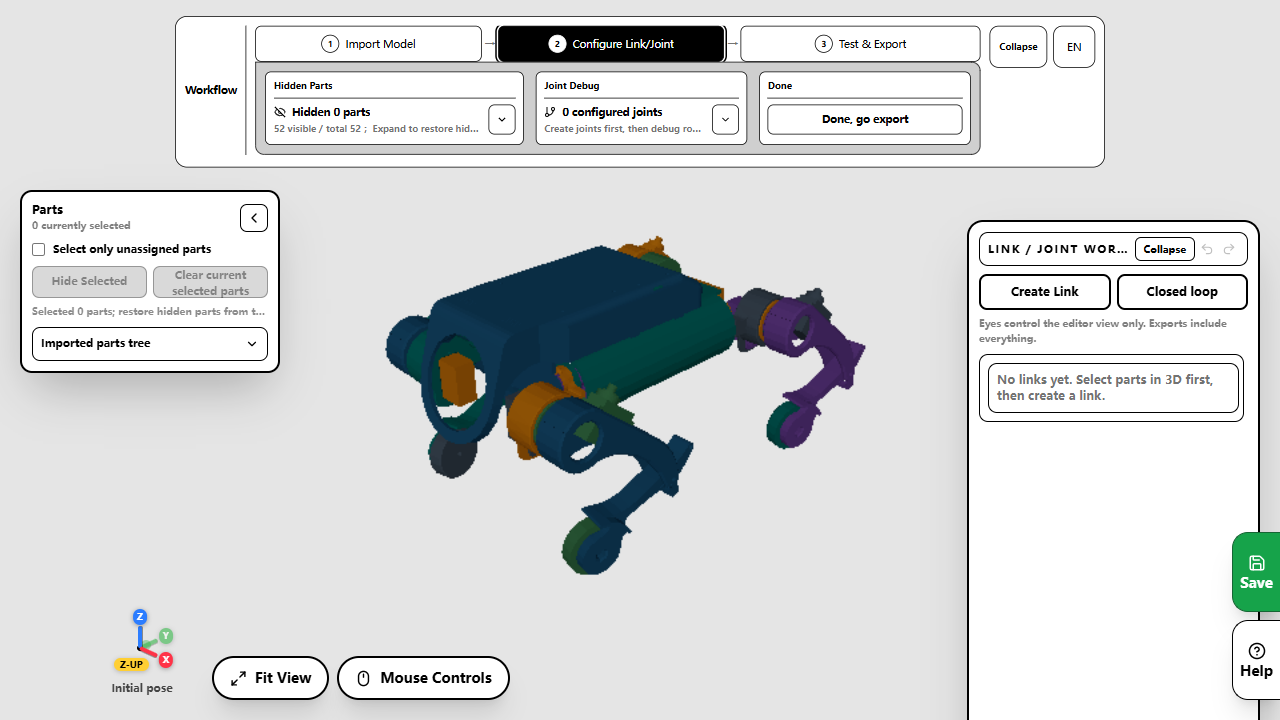 Workflow
1 Import Model
2 Configure Link/Joint
3 Test & Export
Collapse
EN
Hidden Parts
Hidden 0 parts
52 visible / total 52 ; Expand to restore hid...
Joint Debug
0 configured joints
Create joints first, then debug ro...
Done
Done, go export
Parts
0 currently selected
Select only unassigned parts
Hide Selected
Clear current
selected parts
Selected 0 parts; restore hidden parts from t...
Imported parts tree
LINK / JOINT WOR...
Collapse
Create Link
Closed loop
Eyes control the editor view only. Exports include
everything.
No links yet. Select parts in 3D first,
then create a link.
Save
Help
Z
Y
X
Z-UP
Initial pose
Fit View
Mouse Controls